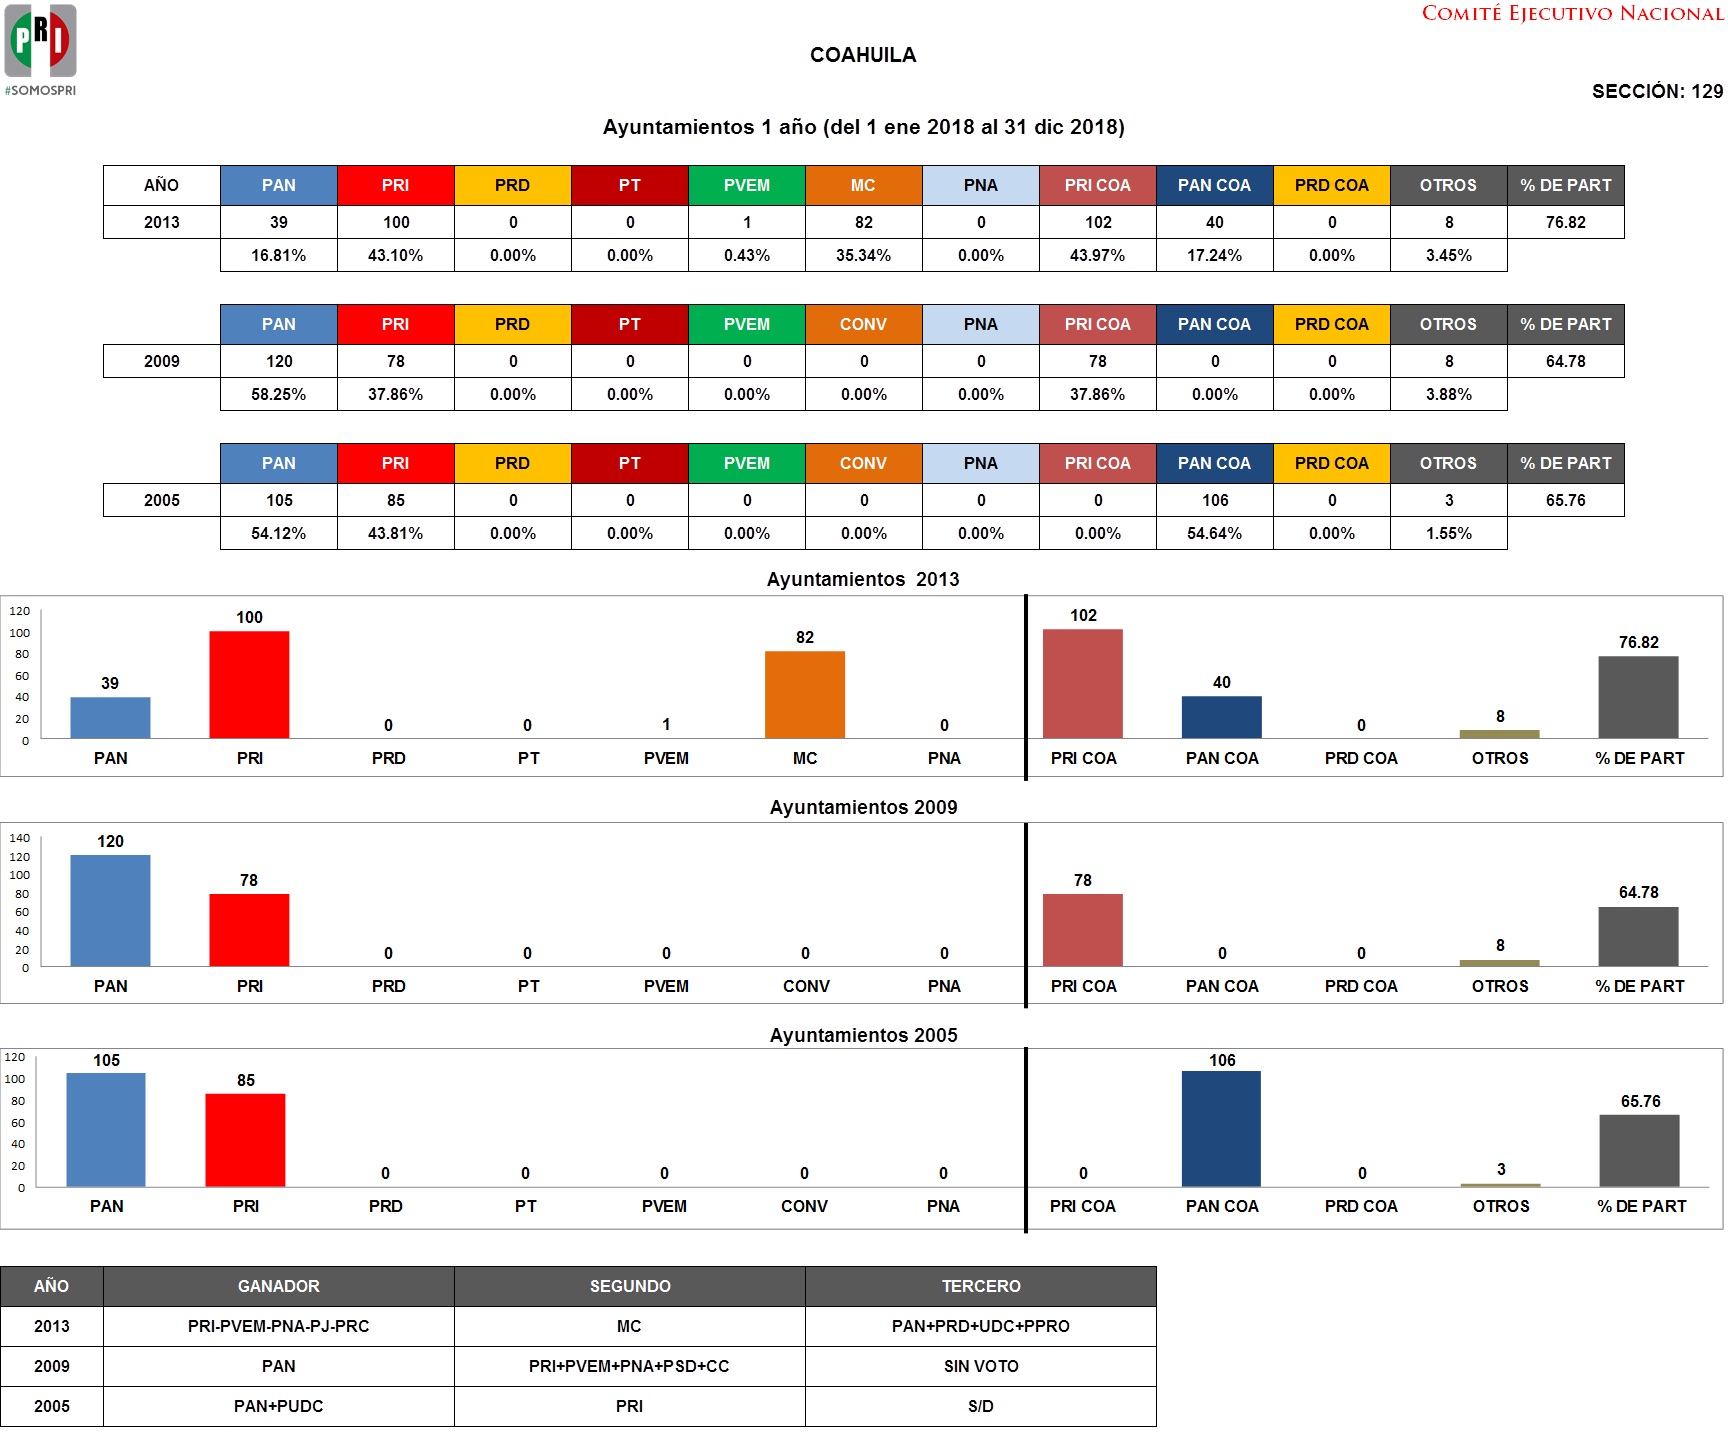 COMITÉ EJECUTIVO NACIONAL
PRI
#SOMOSPRI
COAHUILA
SECCIÓN: 129
Ayuntamientos 1 año (del 1 ene 2018 al 31 dic 2018)
AÑO PAN PRI PRD PT PVEM MC PNA PRI COA PAN COA PRD COA OTROS % DE PART
2013 39 100 0 0 1 82 0 102 40 0 8 76.82
16.81% 43.10% 0.00% 0.00% 0.43% 35.34% 0.00% 43.97% 17.24% 0.00% 3.45%
PAN PRI PRD PT PVEM CONV PNA PRI COA PAN COA PRD COA OTROS % DE PART
2009 120 78 0 0 0 0 0 78 0 0 8 64.78
58.25% 37.86% 0.00% 0.00% 0.00% 0.00% 0.00% 37.86% 0.00% 0.00% 3.88%
PAN PRI PRD PT PVEM CONV PNA PRI COA PAN COA PRD COA OTROS % DE PART
2005 105 85 0 0 0 0 0 0 106 0 3 65.76
54.12% 43.81% 0.00% 0.00% 0.00% 0.00% 0.00% 0.00% 54.64% 0.00% 1.55%
Ayuntamientos 2013
120
100
80
60
40
20
0
39 100 0 0 1 82 0 102 40 0 8 76.82
PAN PRI PRD PT PVEM MC PNA PRI COA PAN COA PRD COA OTROS % DE PART
Ayuntamientos 2009
140
120
100
80
60
40
20
0
120 78 0 0 0 0 0 78 0 0 8 64.78
PAN PRI PRD PT PVEM CONV PNA PRI COA PAN COA PRD COA OTROS % DE PART
Ayuntamientos 2005
120
100
80
60
40
20
0
105 85 0 0 0 0 0 0 106 0 3 65.76
PAN PRI PRD PT PVEM CONV PNA PRI COA PAN COA PRD COA OTROS % DE PART
AÑO GANADOR SEGUNDO TERCERO
2013 PRI-PVEM-PNA-PJ-PRC MC PAN+PRD+UDC+PPRO
2009 PAN PRI+PVEM+PNA+PSD+CC SIN VOTO
2005 PAN+PUDC PRI S/D